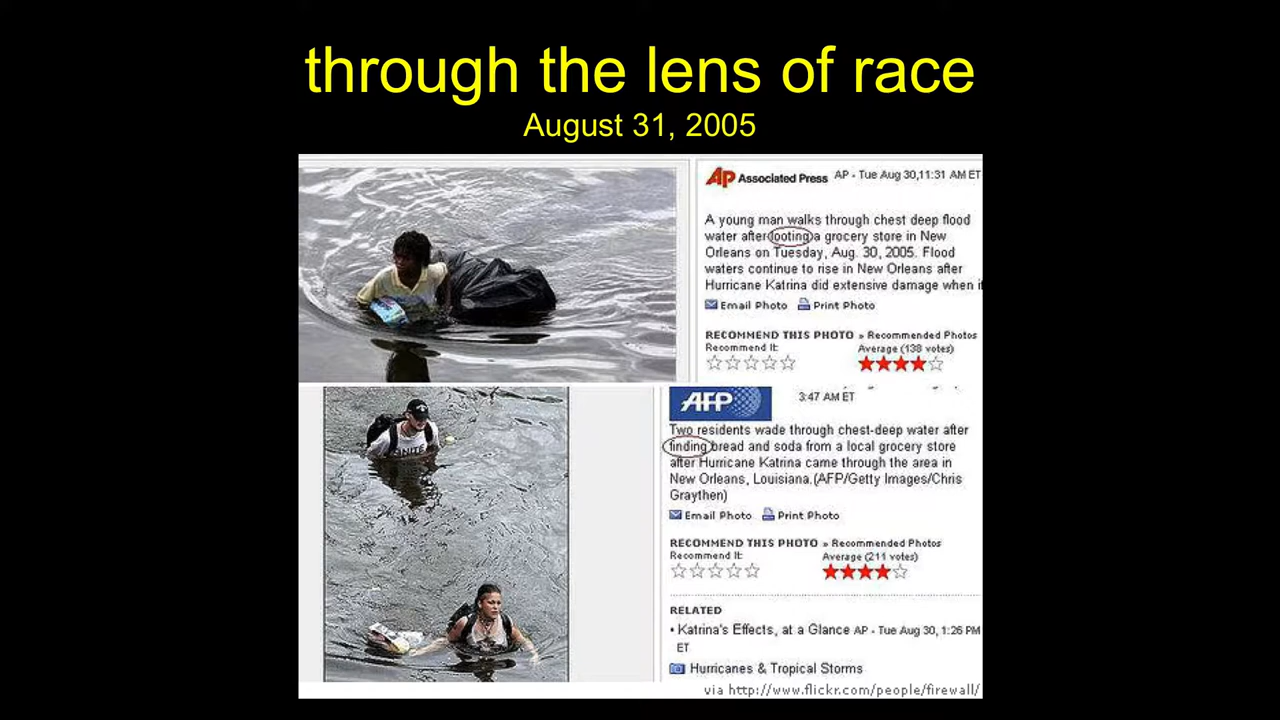 through the lens of race
August 31, 2005
AP Associated Press AP - Tue Aug 30,11:31 AM ET
A young man walks through chest deep flood
water after looting a grocery store in New
Orleans on Tuesday, Aug. 30, 2005. Flood
waters continue to rise in New Orleans after
Hurricane Katrina did extensive damage when it
Email Photo Print Photo
RECOMMEND THIS PHOTO » Recommended Photos
Recommend It: Average (138 votes)
AFP 3:47 AM ET
Two residents wade through chest-deep water after
finding bread and soda from a local grocery store
after Hurricane Katrina came through the area in
New Orleans, Louisiana.(AFP/Getty Images/Chris
Graythen)
Email Photo Print Photo
RECOMMEND THIS PHOTO » Recommended Photos
Recommend It: Average (211 votes)
RELATED
• Katrina's Effects, at a Glance AP - Tue Aug 30, 1:26 PM
ET
Hurricanes & Tropical Storms
via http://www.flickr.com/people/firewall/